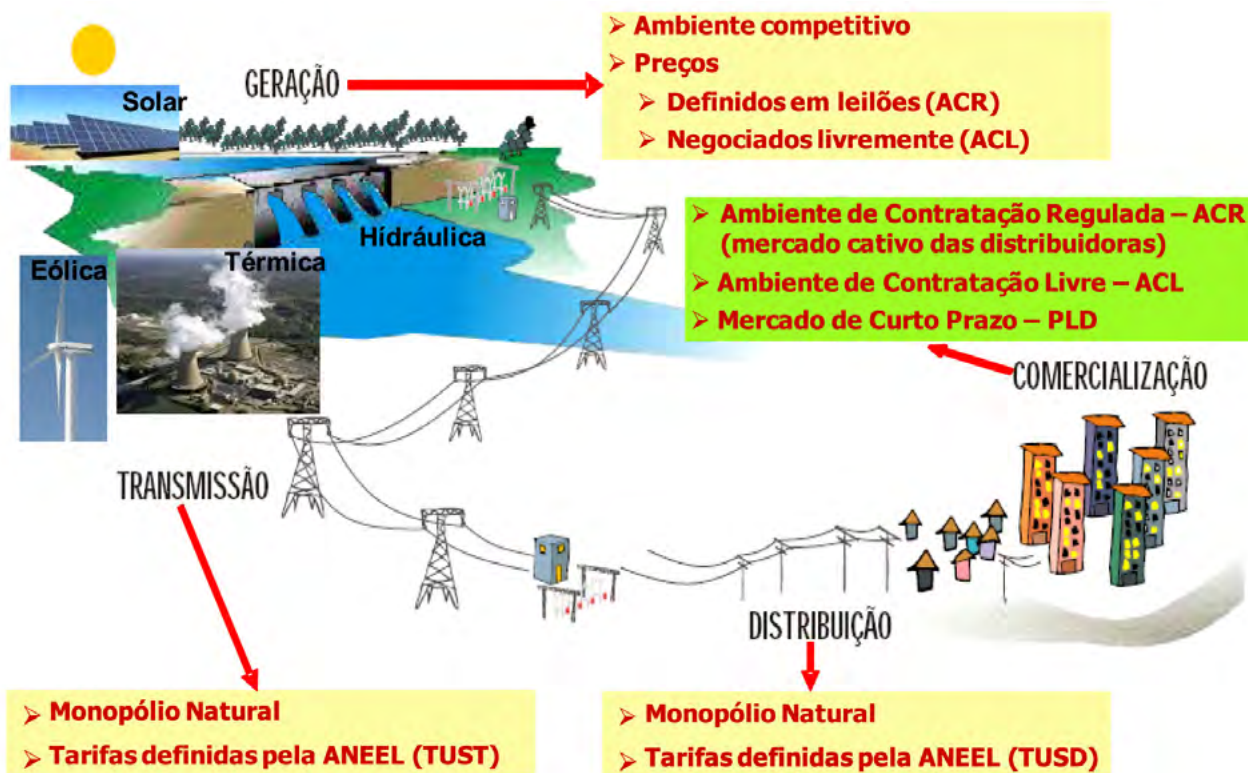 ➢ Ambiente competitivo
➢ Preços
➢ Definidos em leilões (ACR)
➢ Negociados livremente (ACL)
GERAÇÃO
Solar
Hídráulica
Eólica
Térmica
➢ Ambiente de Contratação Regulada – ACR
(mercado cativo das distribuidoras)
➢ Ambiente de Contratação Livre – ACL
➢ Mercado de Curto Prazo – PLD
COMERCIALIZAÇÃO
TRANSMISSÃO
DISTRIBUIÇÃO
➢ Monopólio Natural
➢ Tarifas definidas pela ANEEL (TUST)
➢ Monopólio Natural
➢ Tarifas definidas pela ANEEL (TUSD)